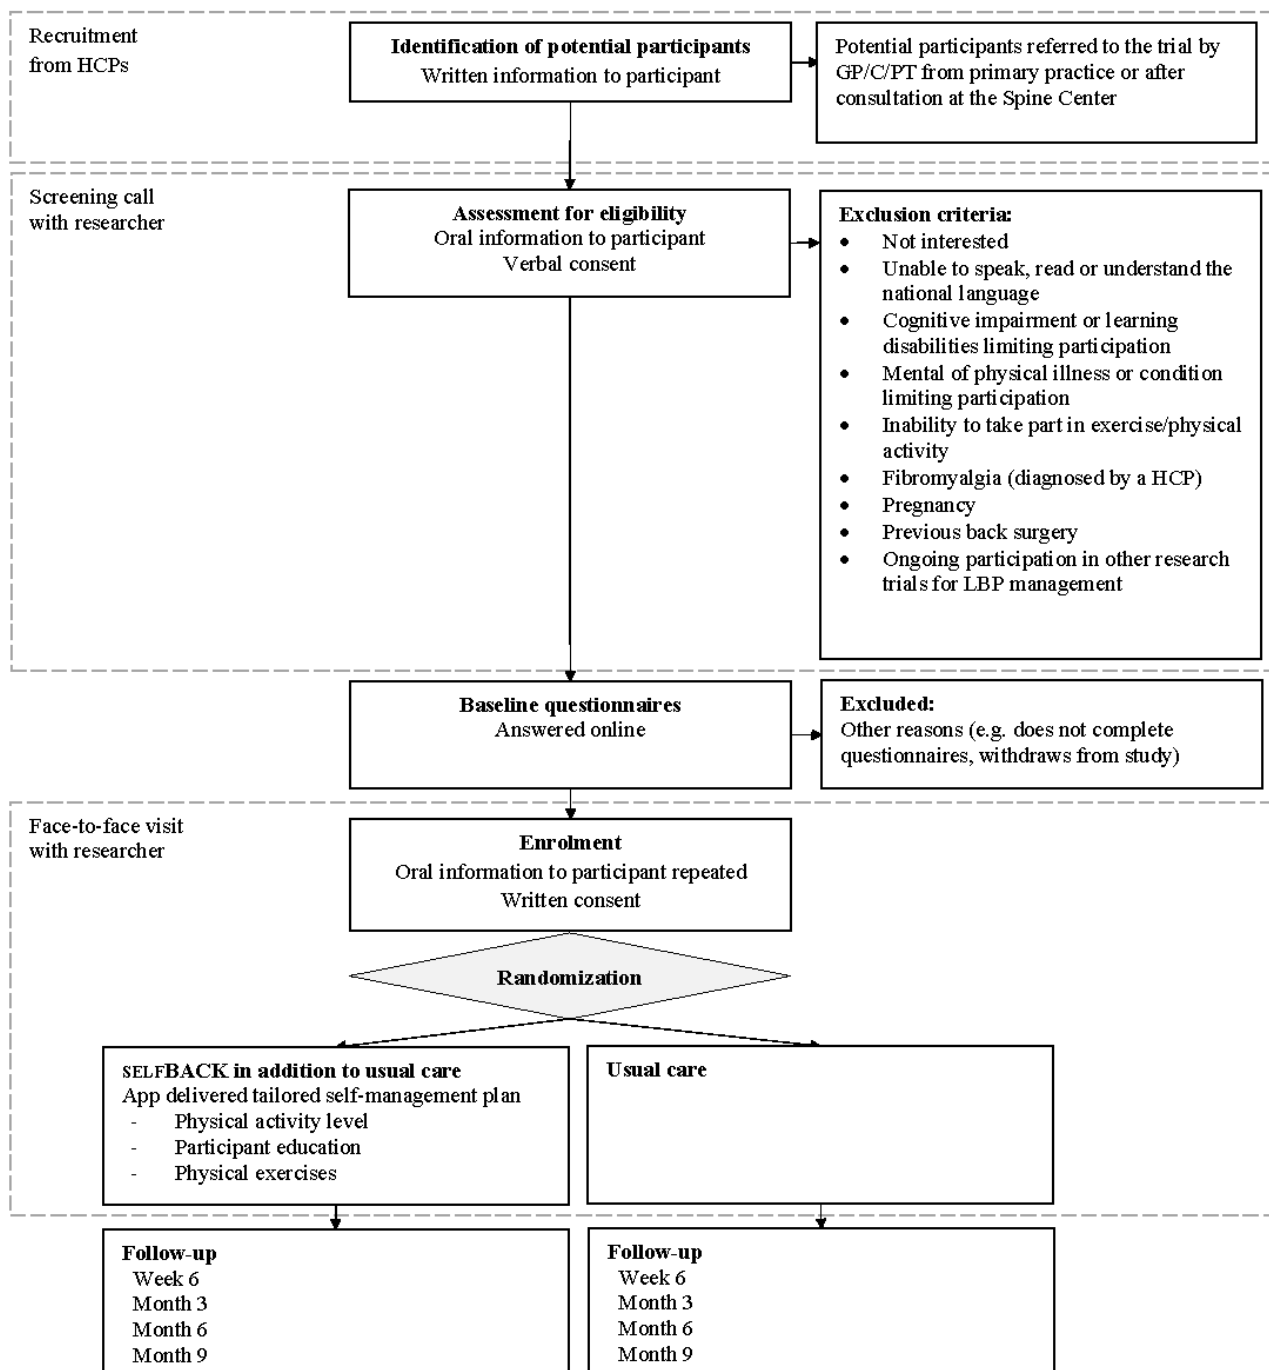 Recruitment
from HCPs
Identification of potential participants
Written information to participant
Potential participants referred to the trial by
GP/C/PT from primary practice or after
consultation at the Spine Center
Screening call
with researcher
Assessment for eligibility
Oral information to participant
Verbal consent
Exclusion criteria:
• Not interested
• Unable to speak, read or understand the
national language
• Cognitive impairment or learning
disabilities limiting participation
• Mental of physical illness or condition
limiting participation
• Inability to take part in exercise/physical
activity
• Fibromyalgia (diagnosed by a HCP)
• Pregnancy
• Previous back surgery
• Ongoing participation in other research
trials for LBP management
Baseline questionnaires
Answered online
Excluded:
Other reasons (e.g. does not complete
questionnaires, withdraws from study)
Face-to-face visit
with researcher
Enrolment
Oral information to participant repeated
Written consent
Randomization
SELFBACK in addition to usual care
App delivered tailored self-management plan
- Physical activity level
- Participant education
- Physical exercises
Usual care
Follow-up
Week 6
Month 3
Month 6
Month 9
Follow-up
Week 6
Month 3
Month 6
Month 9